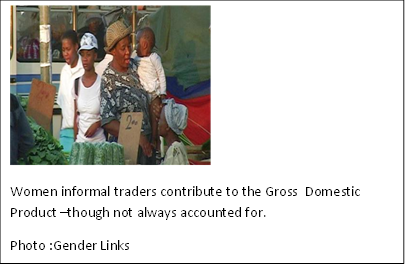 Women informal traders contribute to the Gross  Domestic
Product –though not always accounted for.
Photo :Gender Links